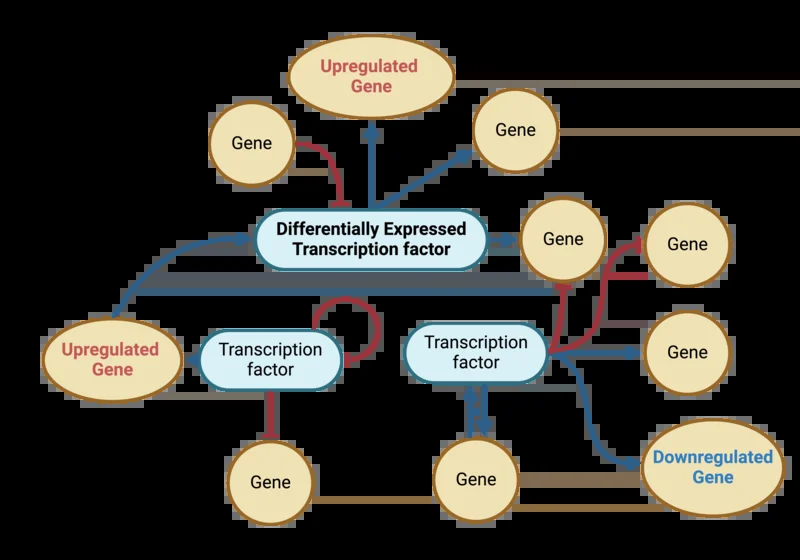 Upregulated
Gene
Gene
Gene
Differentially Expressed
Transcription factor
Gene
Gene
Upregulated
Gene
Transcription
factor
Transcription
factor
Gene
Gene
Gene
Downregulated
Gene